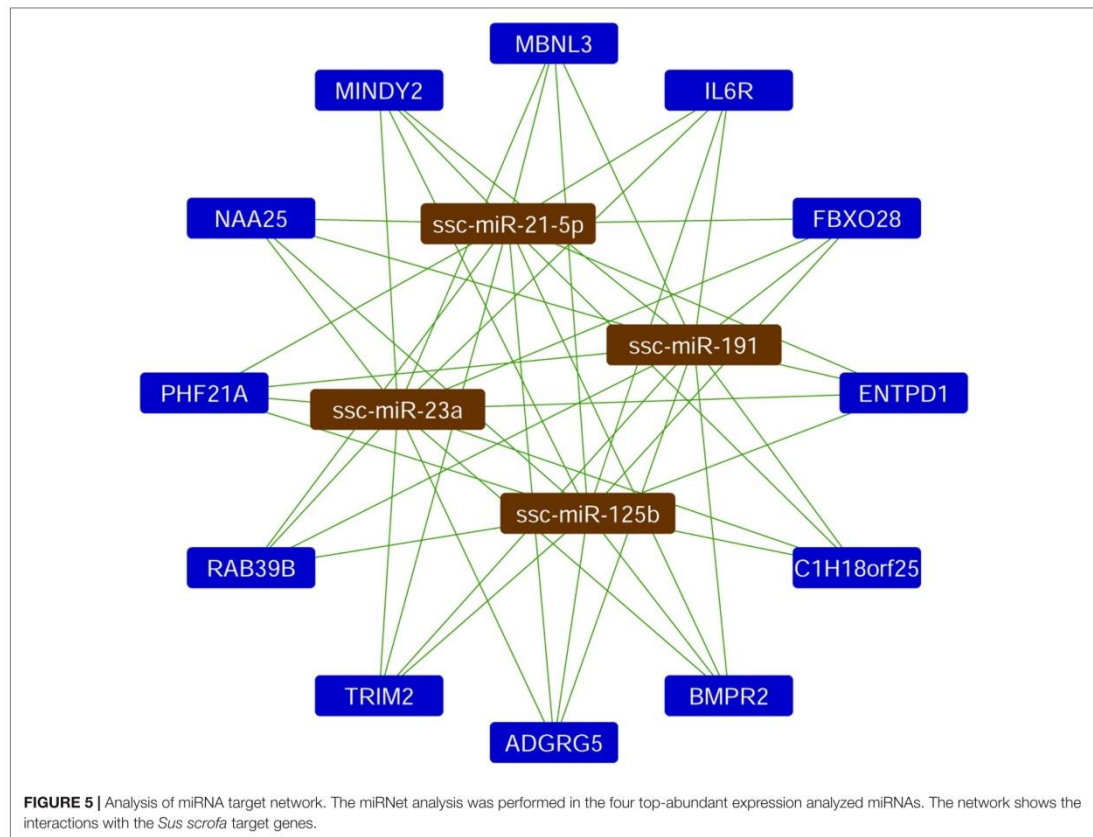 MBNL3
MINDY2
IL6R
NAA25
ssc-miR-21-5p
FBXO28
ssc-miR-191
PHF21A
ssc-miR-23a
ENTPD1
ssc-miR-125b
RAB39B
C1H18orf25
TRIM2
BMPR2
ADGRG5
FIGURE 5 | Analysis of miRNA target network. The miRNet analysis was performed in the four top-abundant expression analyzed miRNAs. The network shows the
interactions with the Sus scrofa target genes.